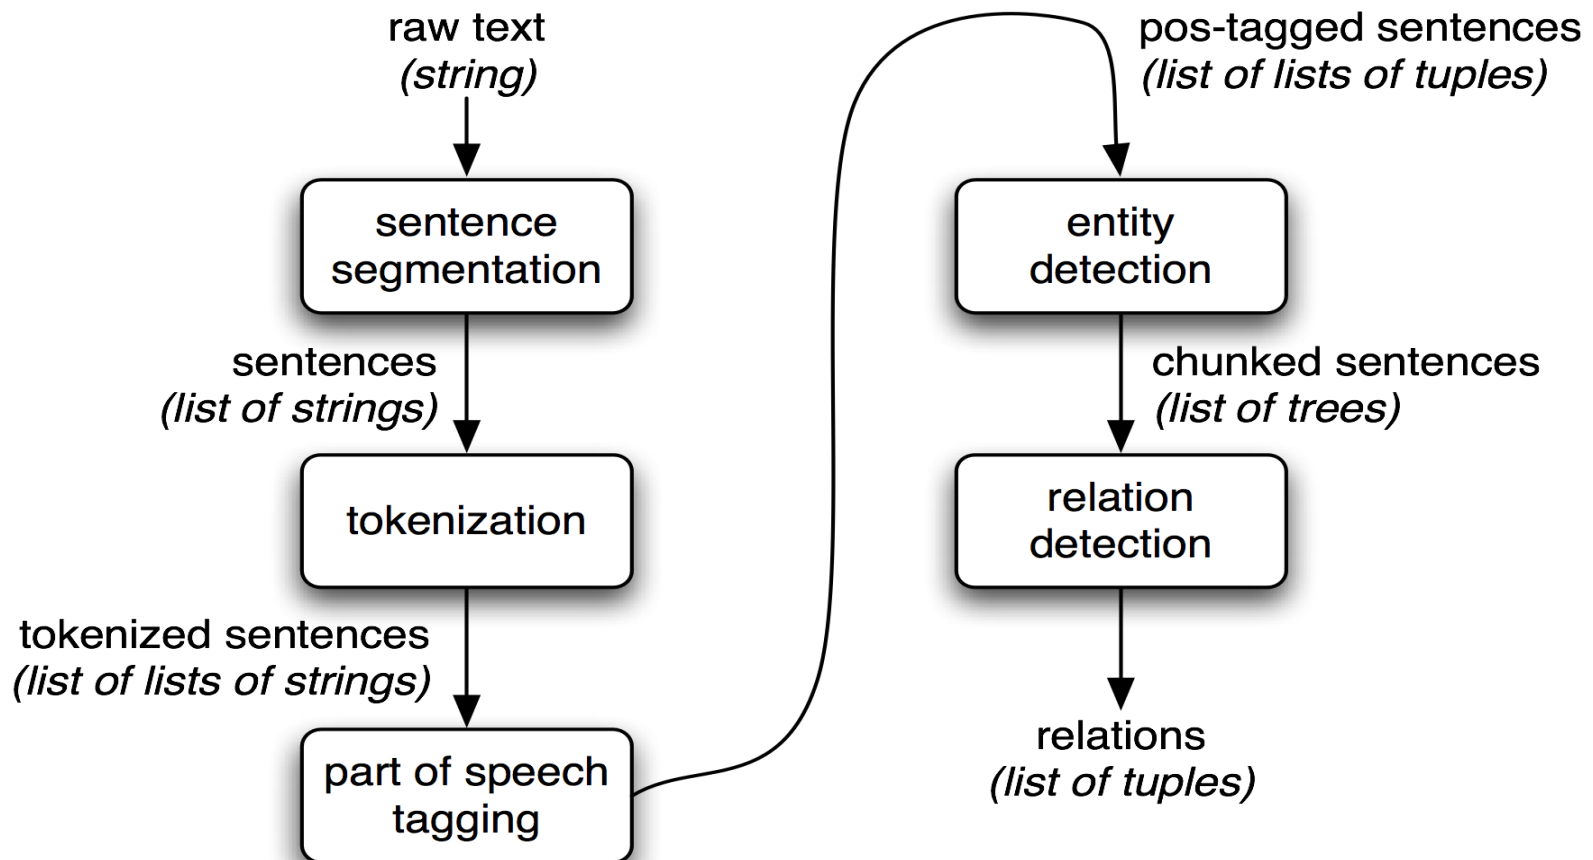 raw text
(string)
sentence
segmentation
sentences
(list of strings)
tokenization
tokenized sentences
(list of lists of strings)
part of speech
tagging
pos-tagged sentences
(list of lists of tuples)
entity
detection
chunked sentences
(list of trees)
relation
detection
relations
(list of tuples)